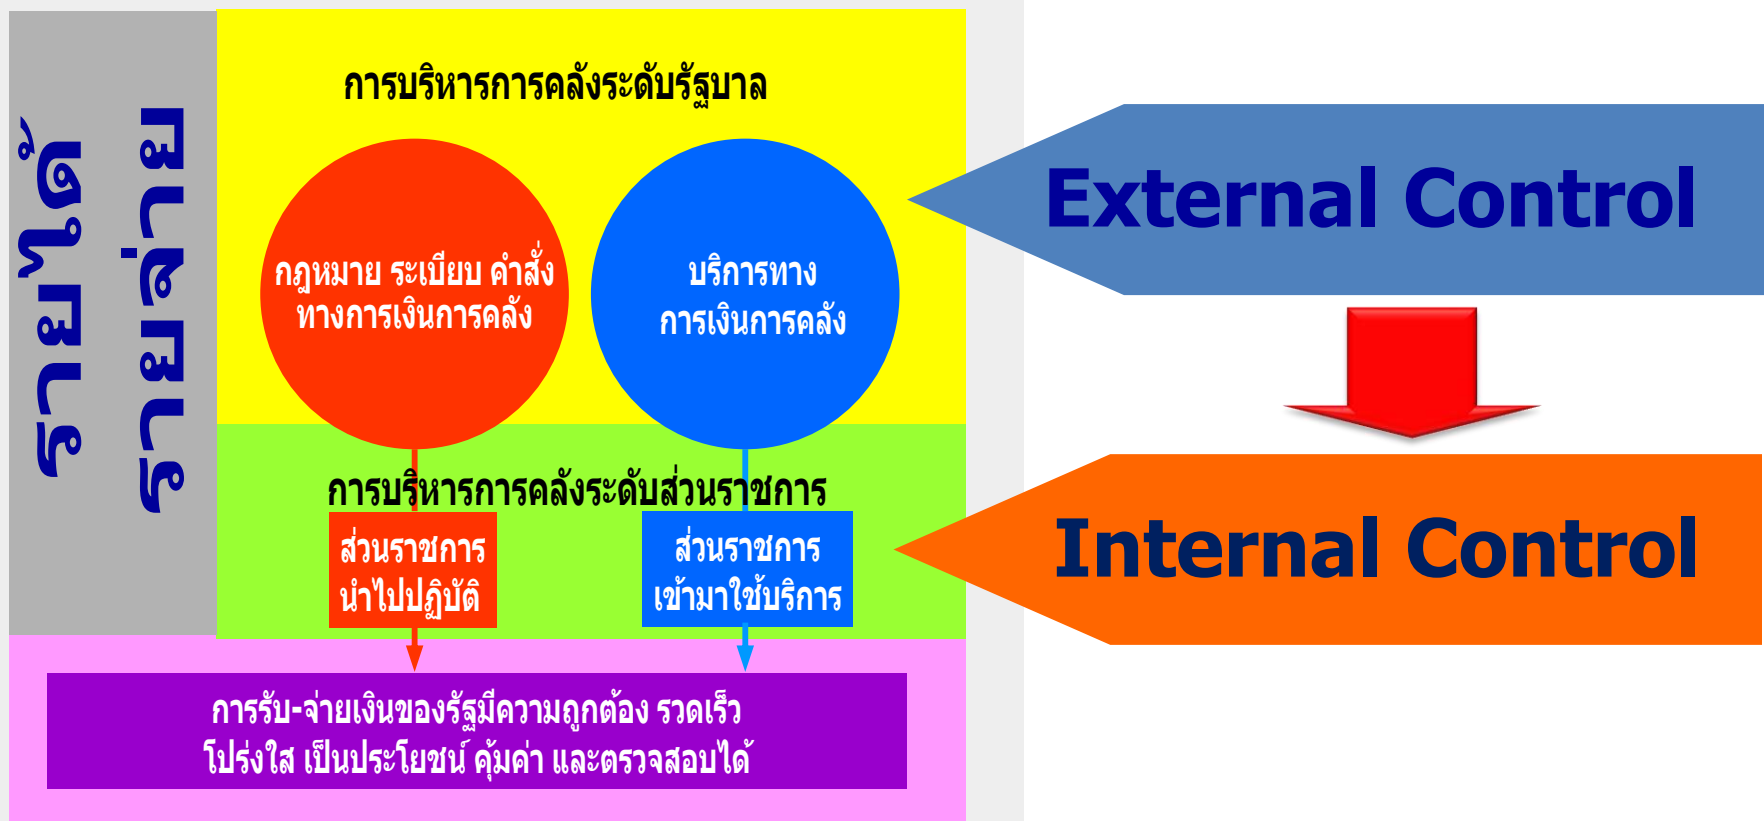 รายได้
รายจ่าย
การบริหารการคลังระดับรัฐบาล
กฎหมาย ระเบียบ คำสั่ง
ทางการเงินการคลัง
บริการทาง
การเงินการคลัง
External Control
การบริหารการคลังระดับส่วนราชการ
ส่วนราชการ
นำไปปฏิบัติ
ส่วนราชการ
เข้ามาใช้บริการ
Internal Control
การรับ-จ่ายเงินของรัฐมีความถูกต้อง รวดเร็ว
โปร่งใส เป็นประโยชน์ คุ้มค่า และตรวจสอบได้